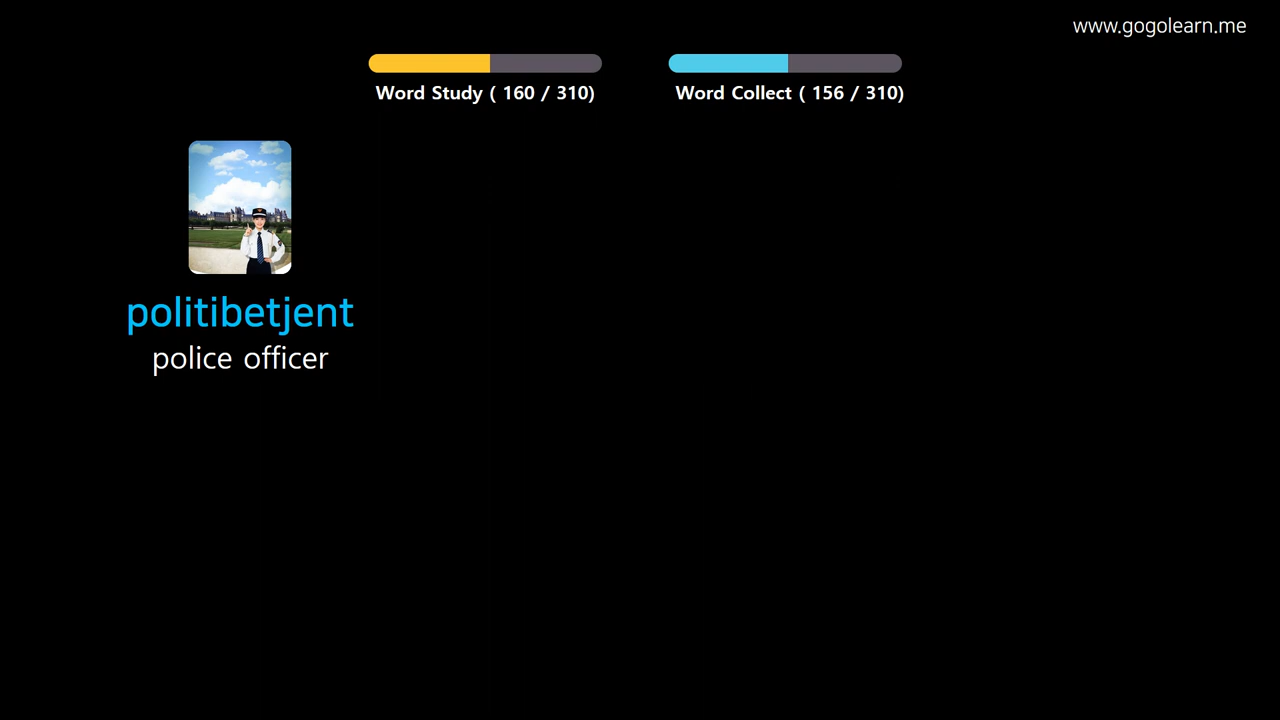 www.gogolearn.me
Word Study ( 160 / 310)
Word Collect ( 156 / 310)
politibetjent
police officer